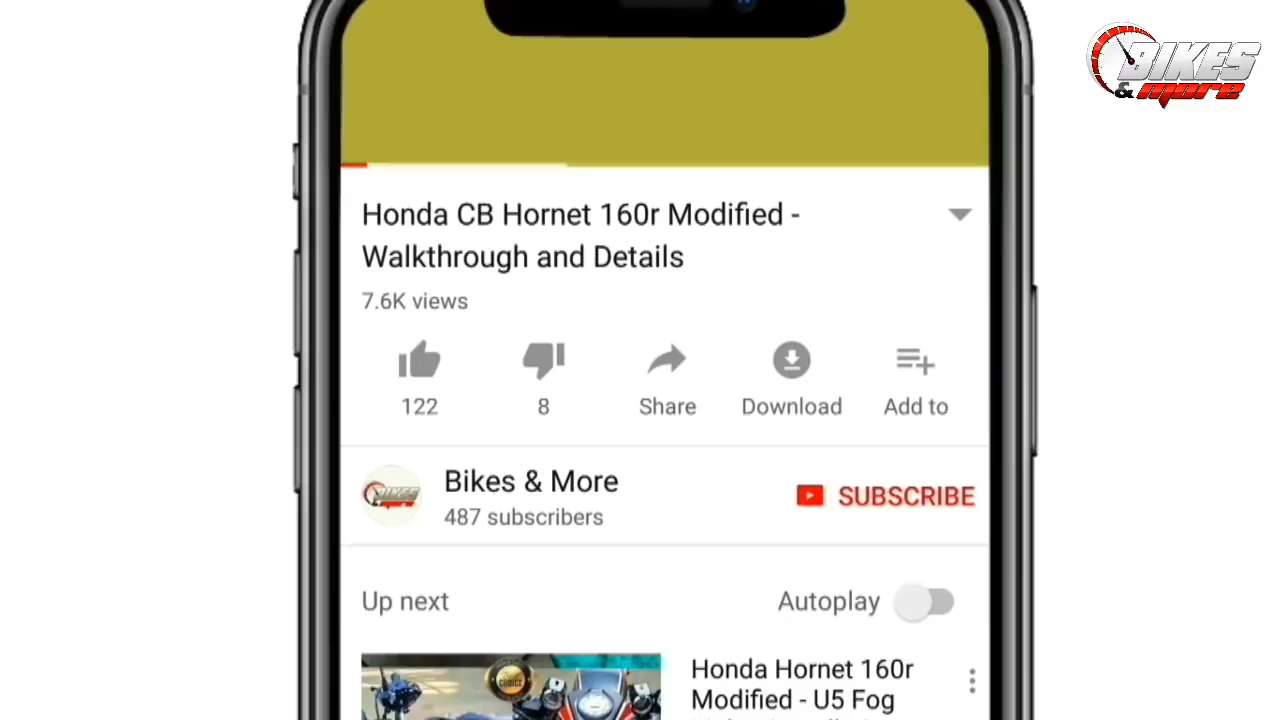 BIKES
& more
Honda CB Hornet 160r Modified -
Walkthrough and Details
7.6K views
122
8
Share
Download
Add to
Bikes & More
487 subscribers
SUBSCRIBE
Up next
Autoplay
CHOICE
Honda Hornet 160r
Modified - U5 Fog